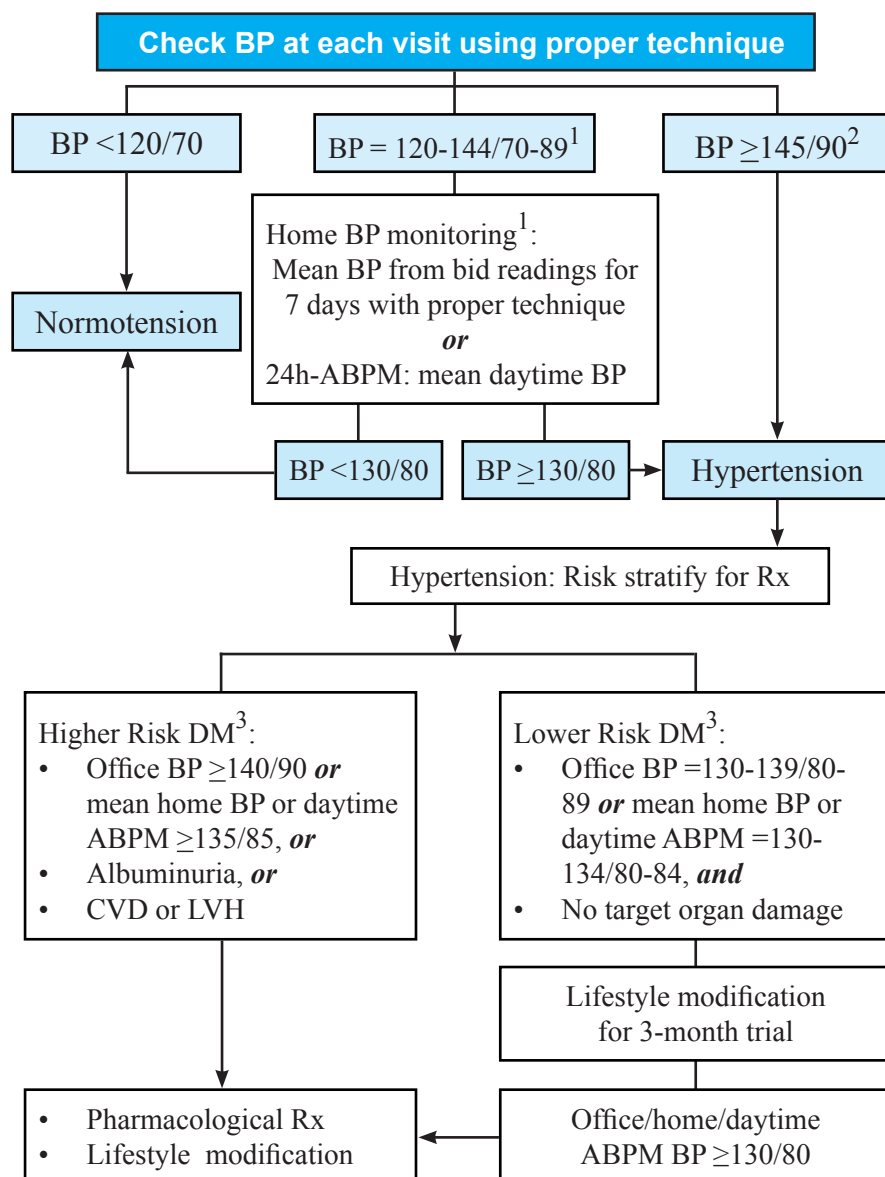 Check BP at each visit using proper technique
BP <120/70
BP = 120-144/70-89¹
BP ≥145/90²
Home BP monitoring¹:
Mean BP from bid readings for
7 days with proper technique
or
24h-ABPM: mean daytime BP
Normotension
BP <130/80
BP ≥130/80
Hypertension
Hypertension: Risk stratify for Rx
Higher Risk DM³:
• Office BP ≥140/90 or
mean home BP or daytime
ABPM ≥135/85, or
• Albuminuria, or
• CVD or LVH
Lower Risk DM³:
• Office BP =130-139/80-
89 or mean home BP or
daytime ABPM =130-
134/80-84, and
• No target organ damage
Lifestyle modification
for 3-month trial
• Pharmacological Rx
• Lifestyle modification
Office/home/daytime
ABPM BP ≥130/80